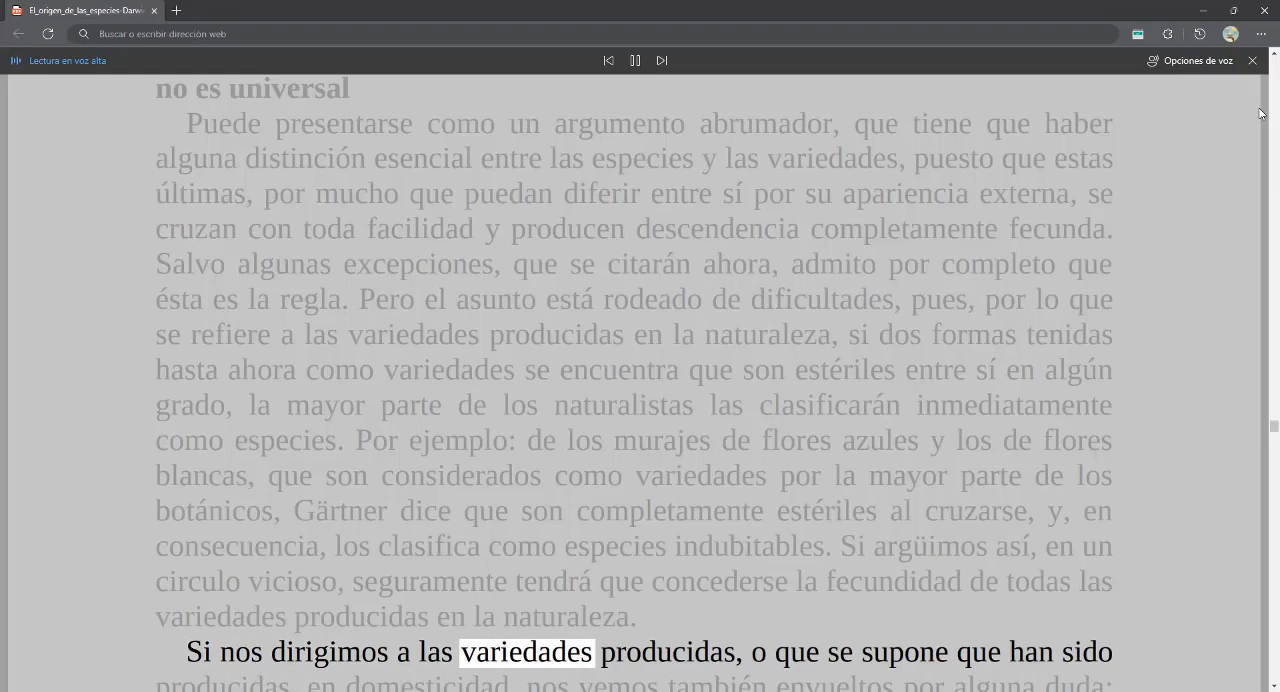 El_origen_de_las_especies-Darwi
Buscar o escribir dirección web
Lectura en voz alta
Opciones de voz
no es universal
Puede presentarse como un argumento abrumador, que tiene que haber
alguna distinción esencial entre las especies y las variedades, puesto que estas
últimas, por mucho que puedan diferir entre sí por su apariencia externa, se
cruzan con toda facilidad y producen descendencia completamente fecunda.
Salvo algunas excepciones, que se citarán ahora, admito por completo que
ésta es la regla. Pero el asunto está rodeado de dificultades, pues, por lo que
se refiere a las variedades producidas en la naturaleza, si dos formas tenidas
hasta ahora como variedades se encuentra que son estériles entre sí en algún
grado, la mayor parte de los naturalistas las clasificarán inmediatamente
como especies. Por ejemplo: de los murajes de flores azules y los de flores
blancas, que son considerados como variedades por la mayor parte de los
botánicos, Gärtner dice que son completamente estériles al cruzarse, y, en
consecuencia, los clasifica como especies indubitables. Si argüimos así, en un
circulo vicioso, seguramente tendrá que concederse la fecundidad de todas las
variedades producidas en la naturaleza.
Si nos dirigimos a las variedades producidas, o que se supone que han sido
producidas, en domesticidad, nos vemos también envueltos por alguna duda;